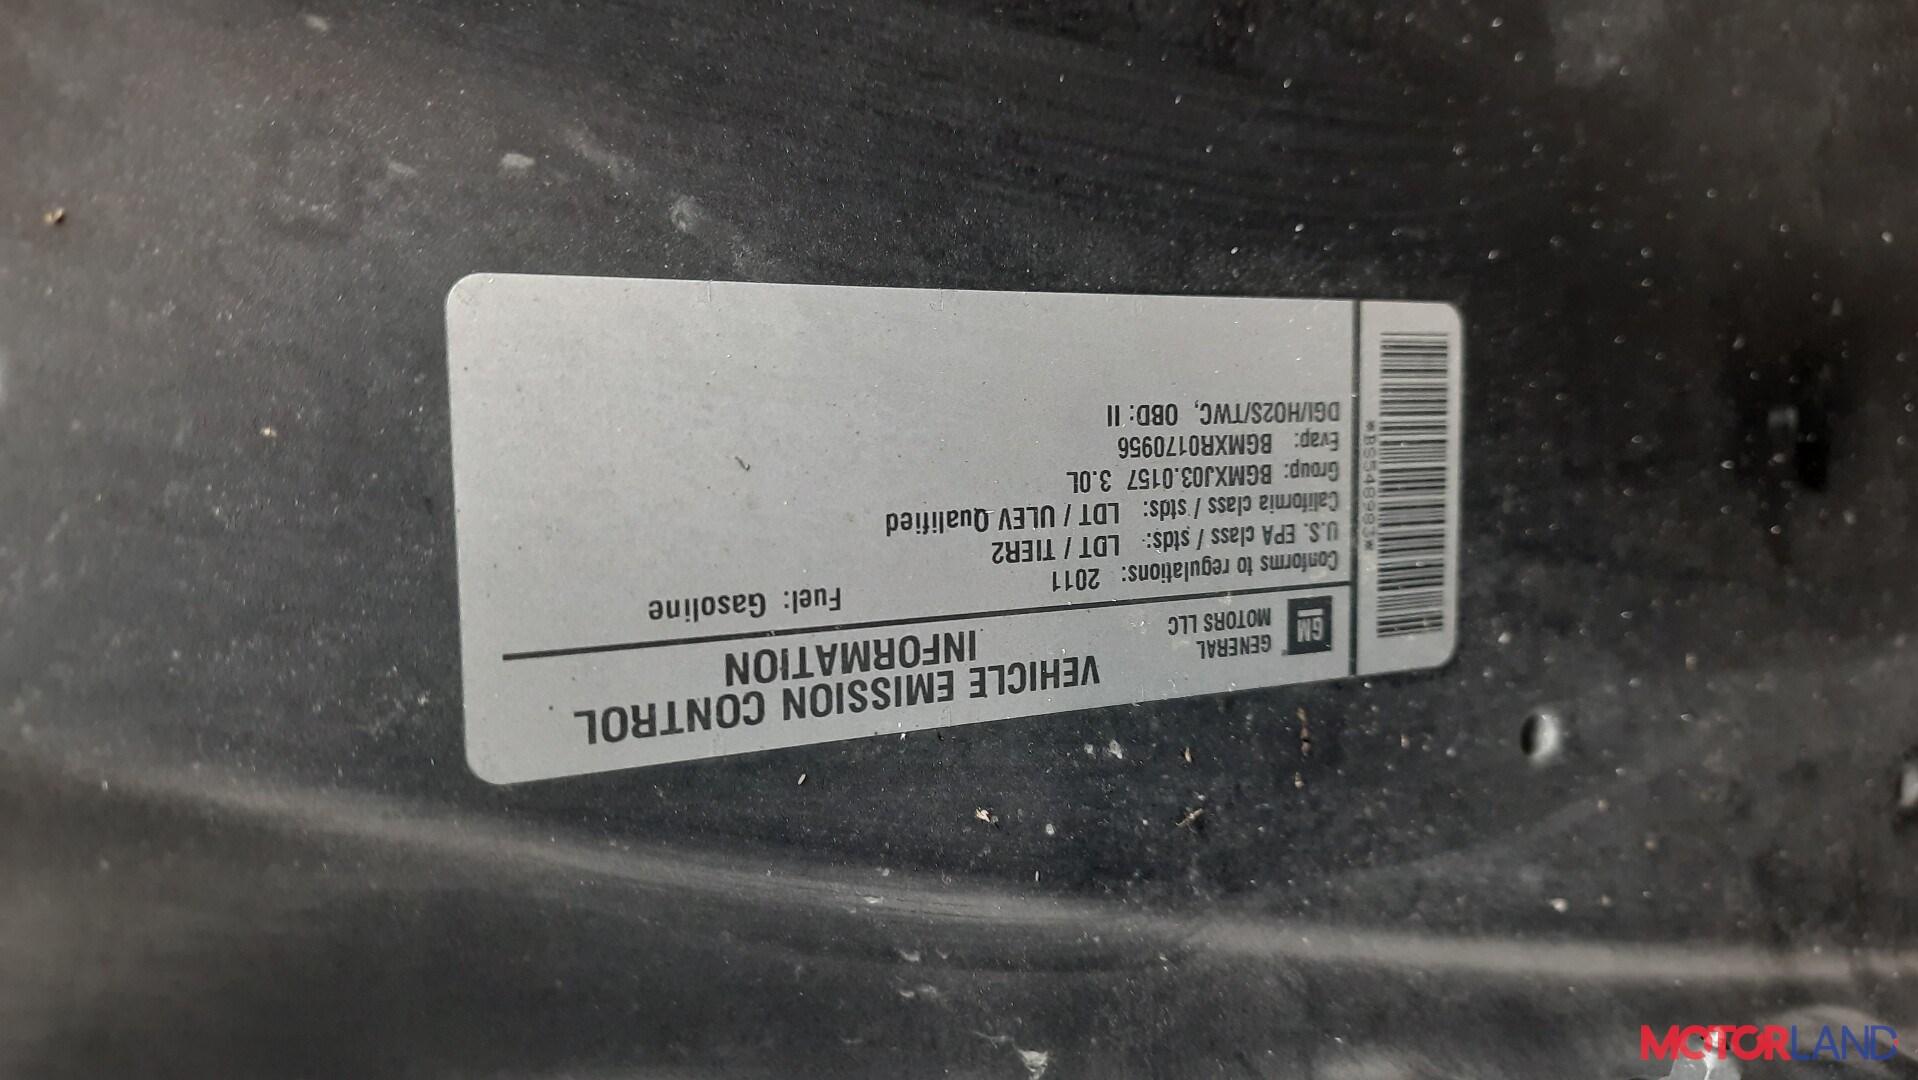 VEHICLE EMISSION CONTROL
INFORMATION
GM
GENERAL
MOTORS LLC
Conforms to regulations: 2011
Fuel: Gasoline
U.S. EPA class / stds: LDT / TIER2
California class / stds: LDT / ULEV Qualified
Group: BGMXJ03.0157 3.0L
Evap: BGMXR0170956
DGI/HO2S/TWC, OBD: II
*BS548983*
MOTORLAND